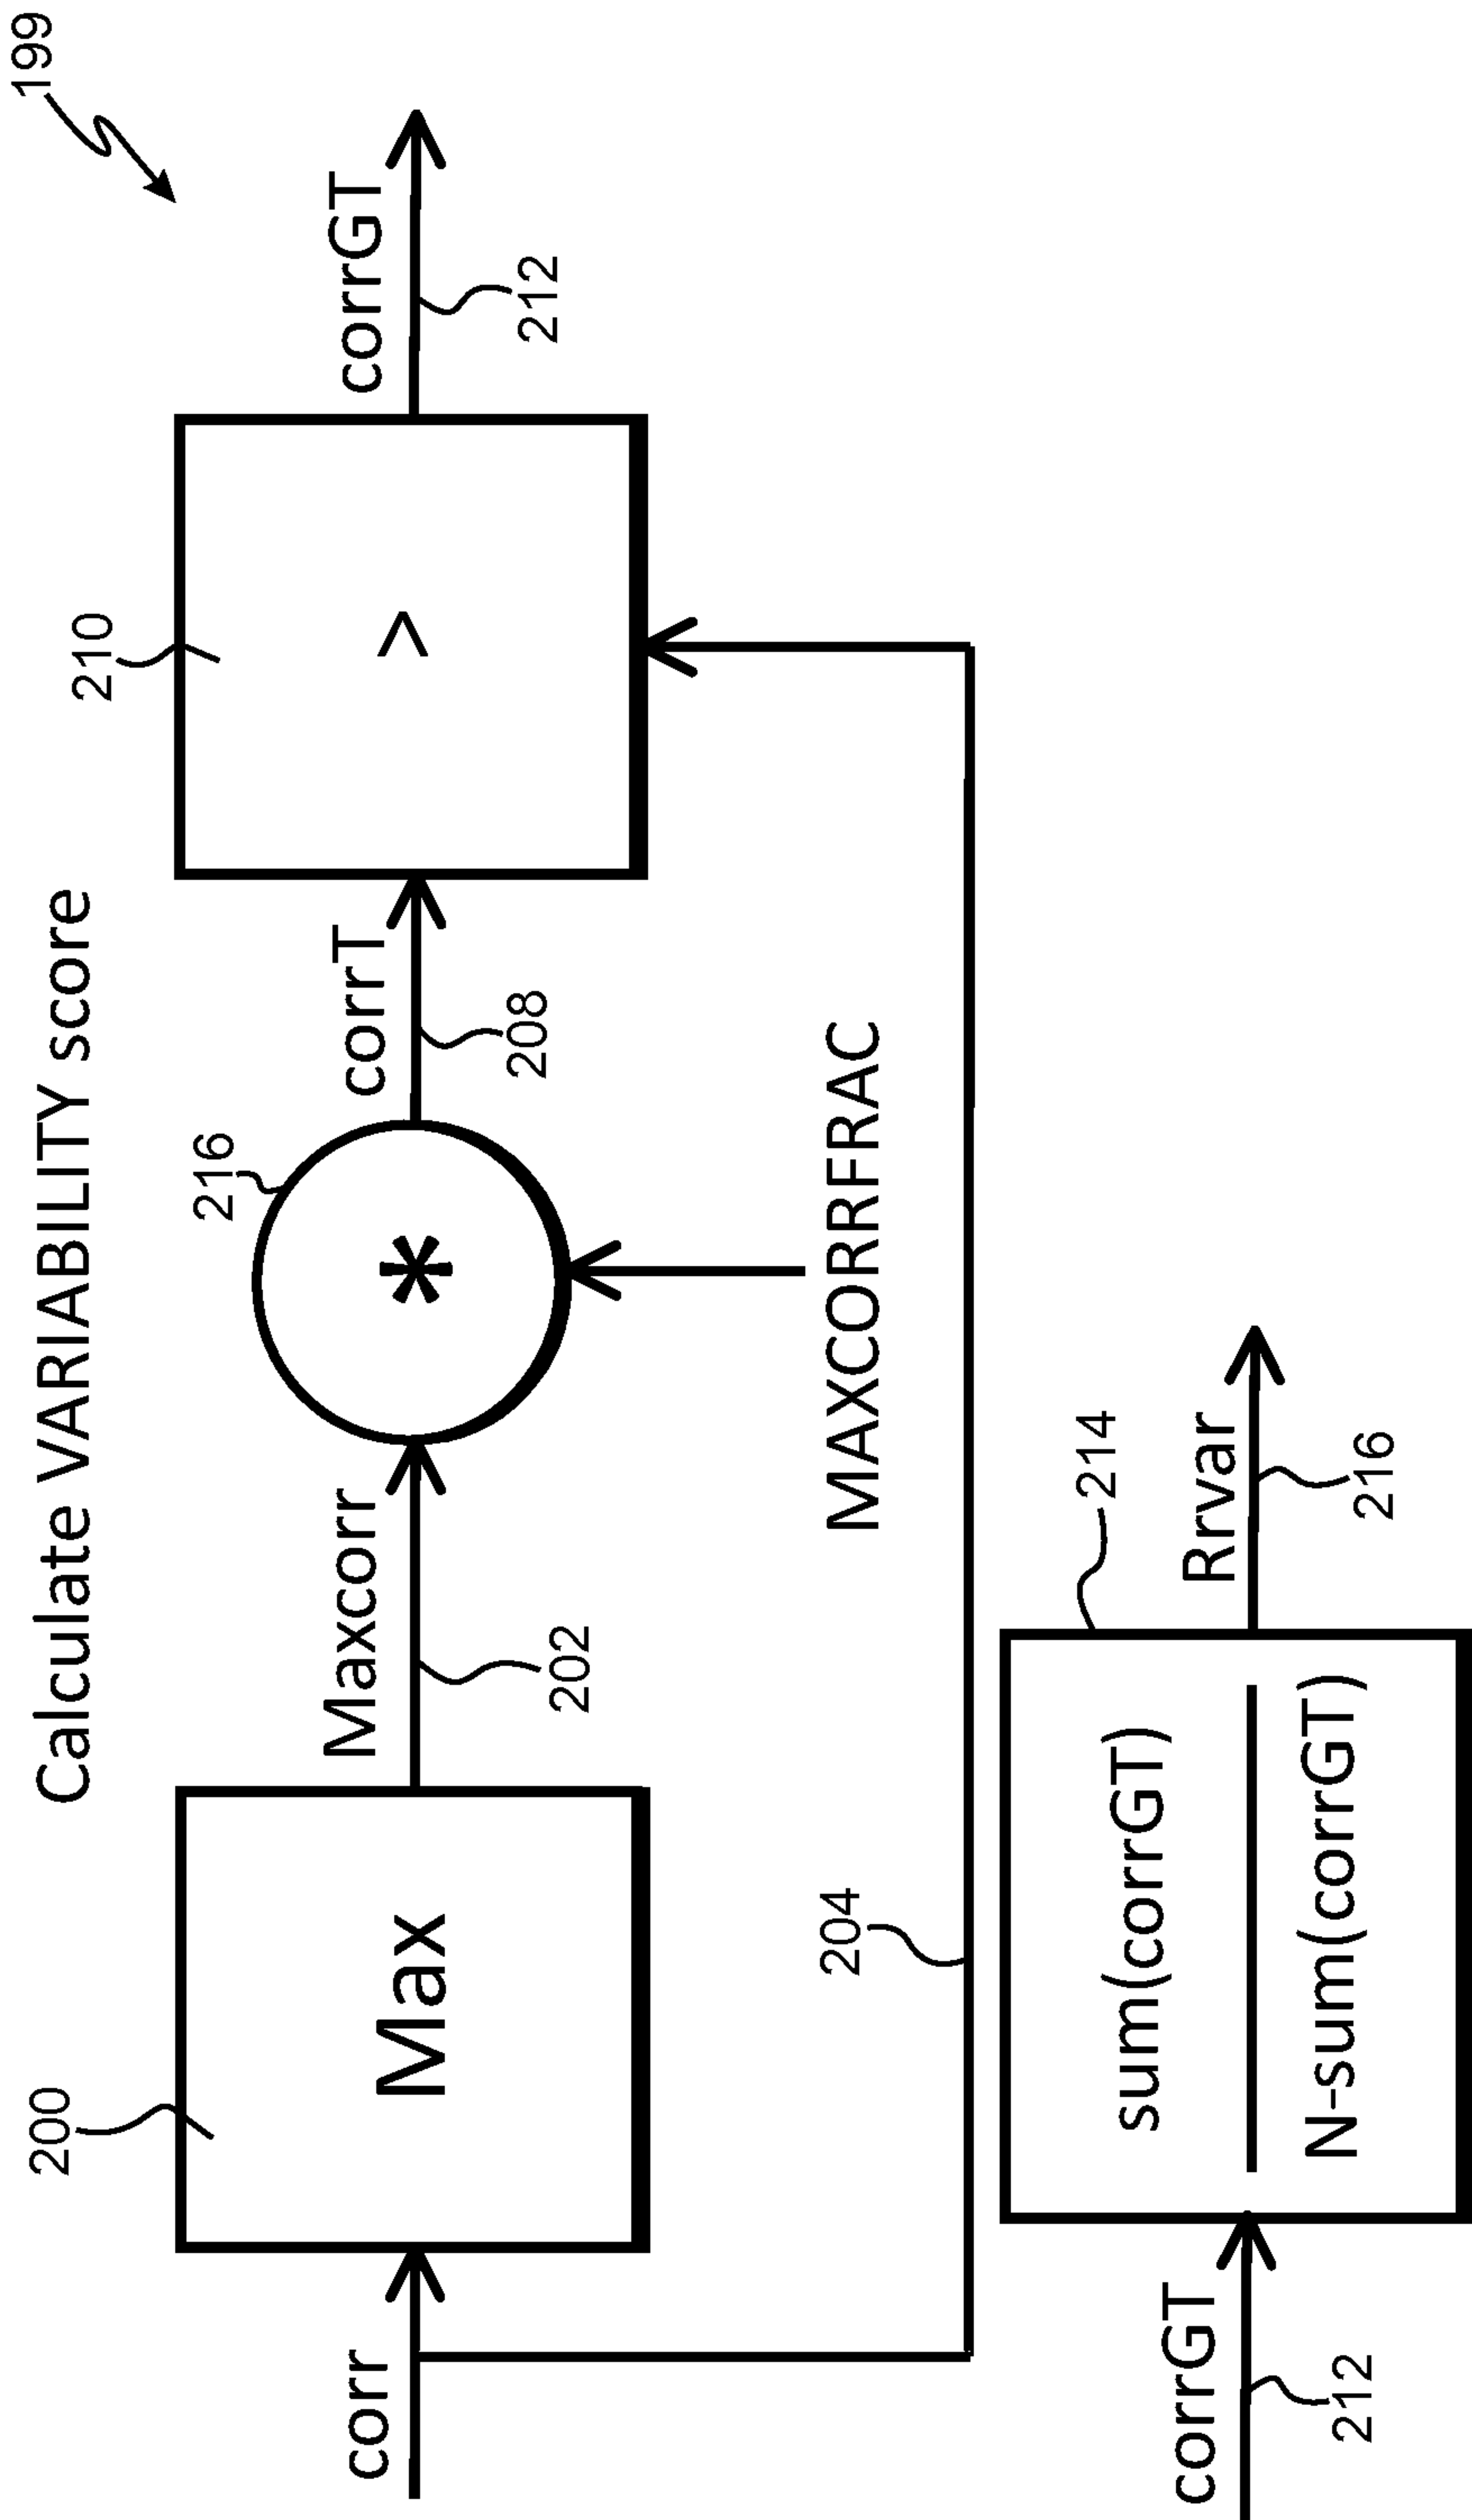 Calculate VARIABILITY score
199
200
210
216
corr
Max
Maxcorr
*
corrT
>
corrGT
202
208
212
204
MAXCORRFRAC
214
corrGT
sum(corrGT)
N-sum(corrGT)
Rrvar
212
216